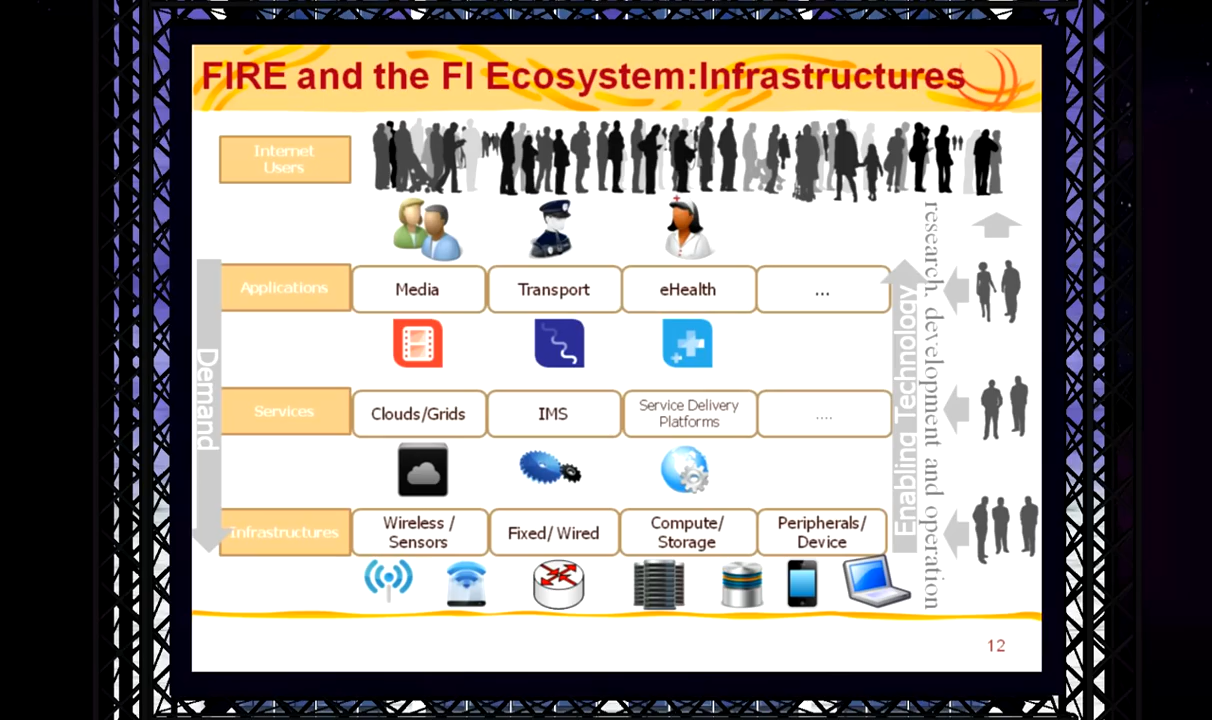 FIRE and the FI Ecosystem:Infrastructures
Internet
Users
Applications
Media
Transport
eHealth
...
Services
Clouds/Grids
IMS
Service Delivery
Platforms
....
Infrastructures
Wireless /
Sensors
Fixed/ Wired
Compute/
Storage
Peripherals/
Device
Demand
Enabling Technology
research, development and operation
12